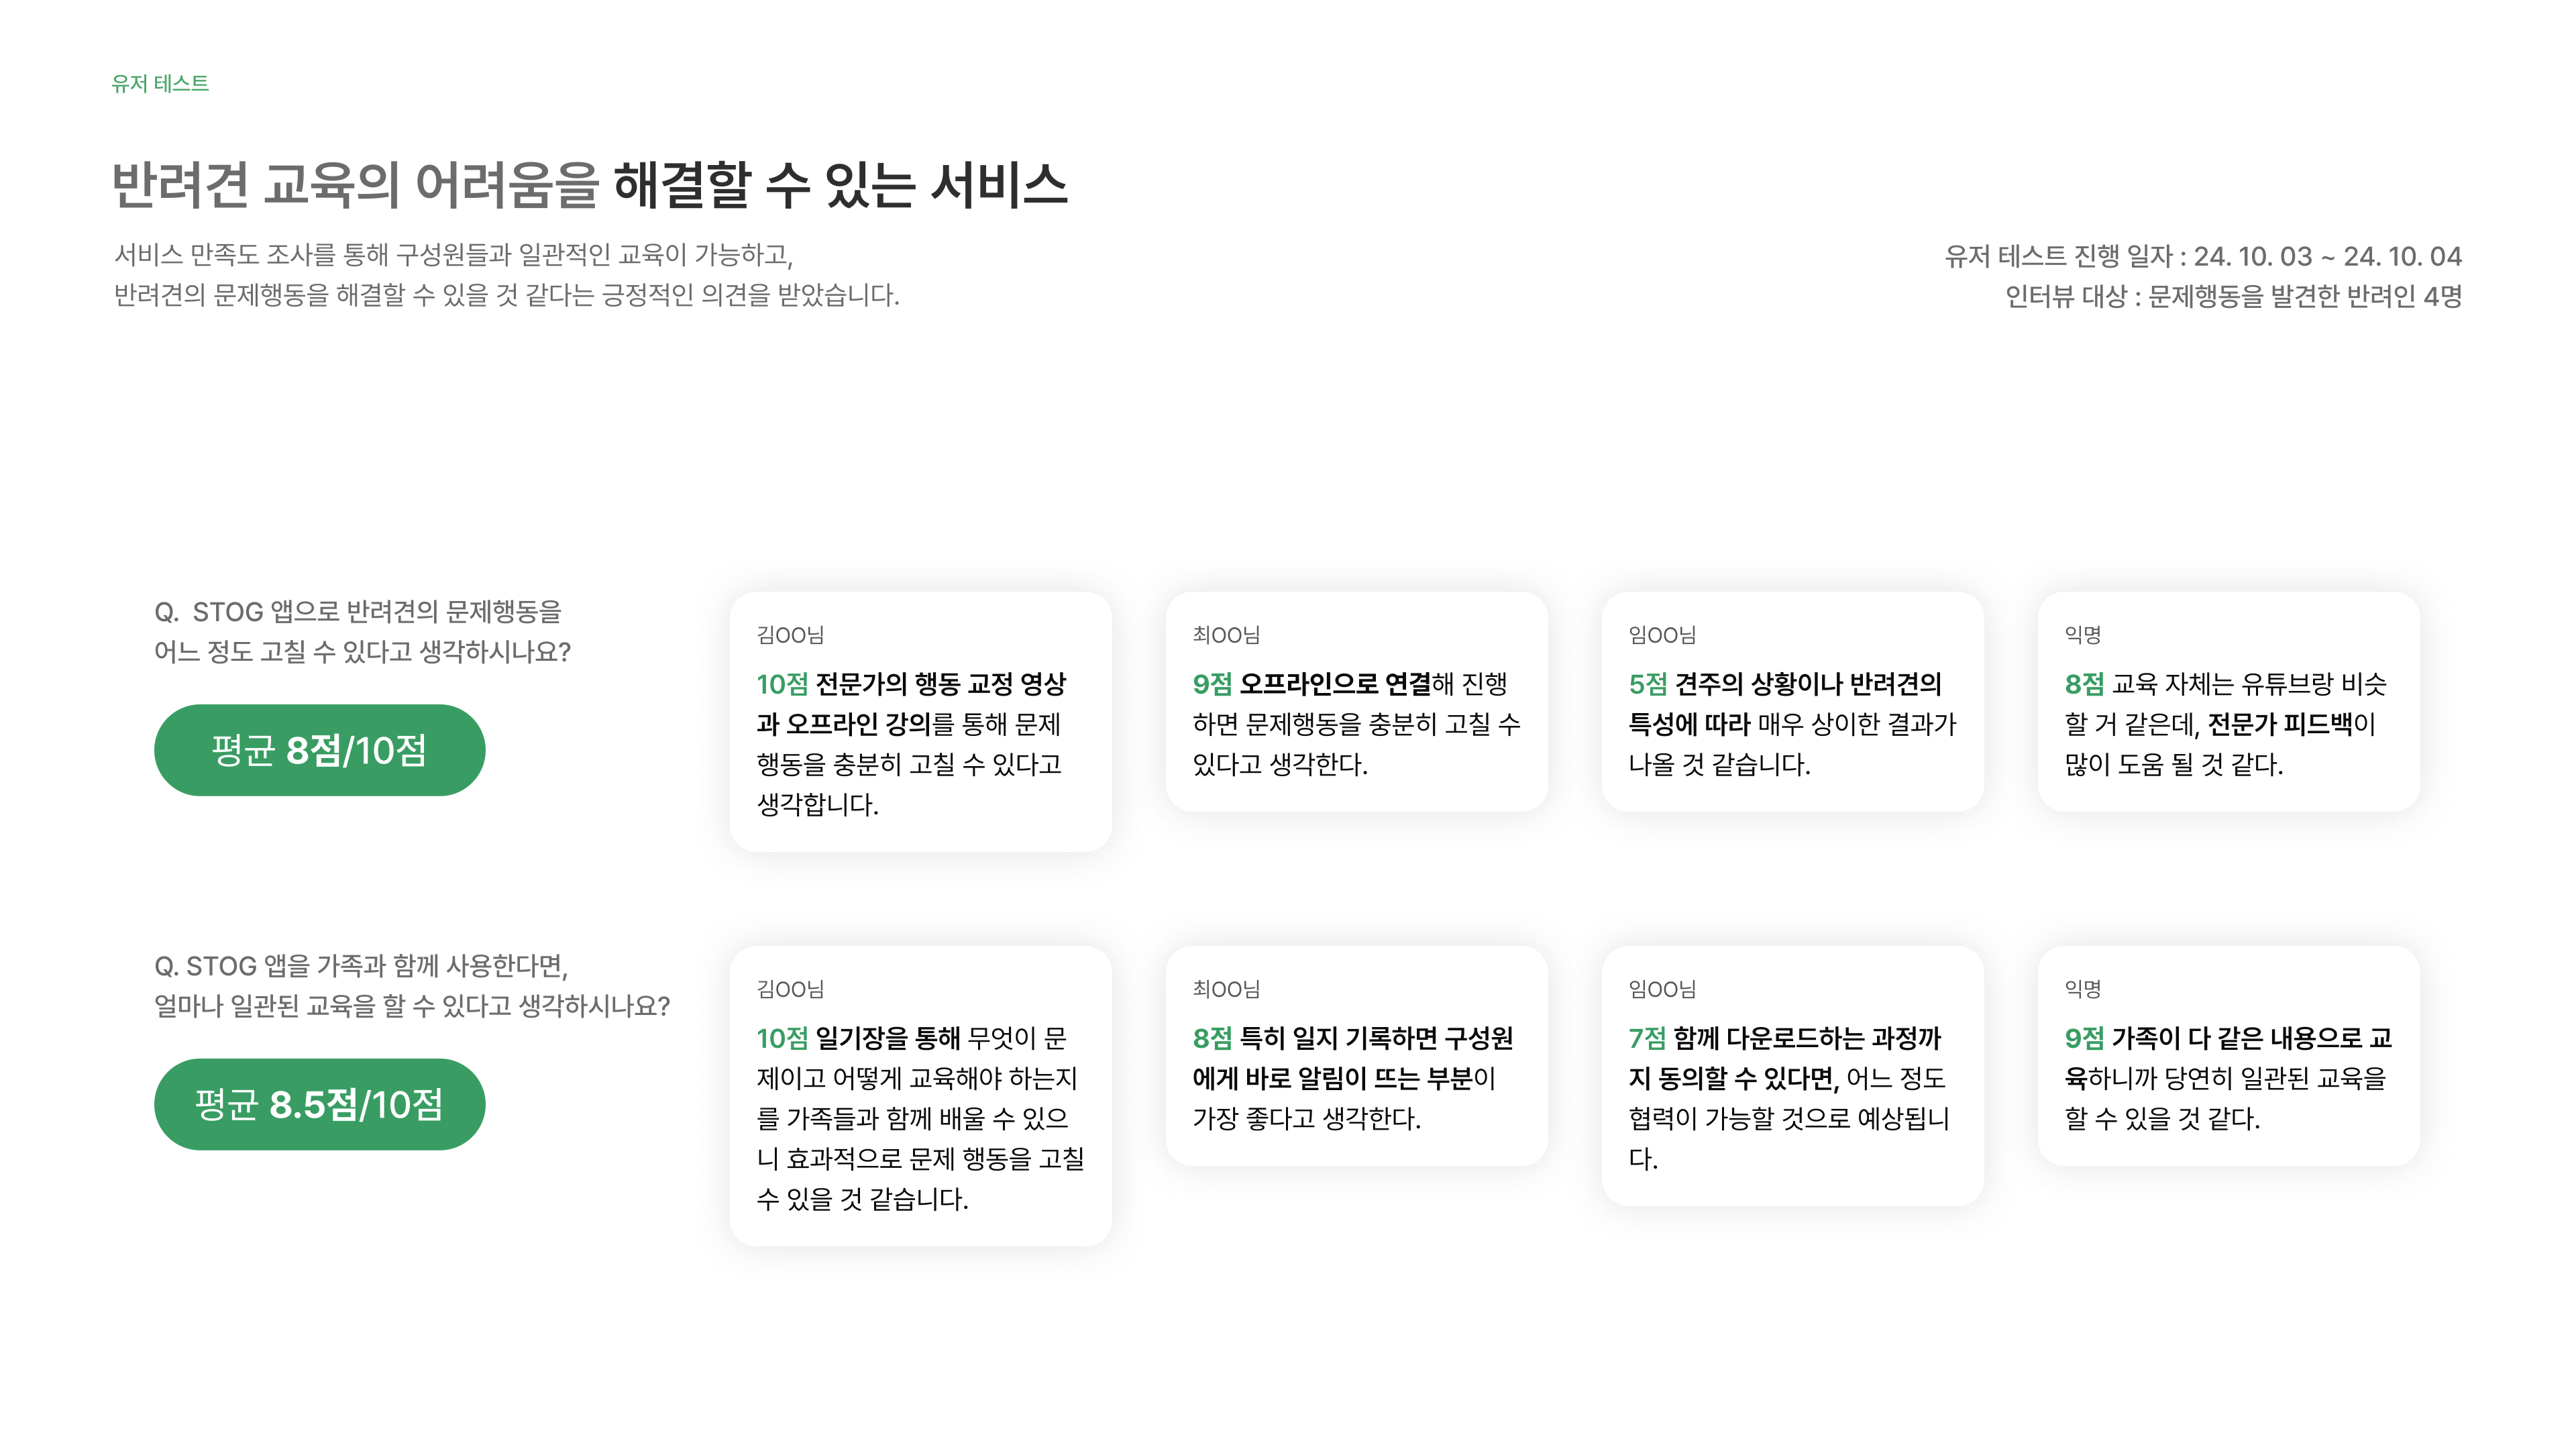 유저 테스트
반려견 교육의 어려움을 해결할 수 있는 서비스
서비스 만족도 조사를 통해 구성원들과 일관적인 교육이 가능하고,
반려견의 문제행동을 해결할 수 있을 것 같다는 긍정적인 의견을 받았습니다.
유저 테스트 진행 일자 : 24. 10. 03 ~ 24. 10. 04
인터뷰 대상 : 문제행동을 발견한 반려인 4명
Q. STOG 앱으로 반려견의 문제행동을
어느 정도 고칠 수 있다고 생각하시나요?
평균 8점/10점
김OO님
10점 전문가의 행동 교정 영상
과 오프라인 강의를 통해 문제
행동을 충분히 고칠 수 있다고
생각합니다.
최OO님
9점 오프라인으로 연결해 진행
하면 문제행동을 충분히 고칠 수
있다고 생각한다.
임OO님
5점 견주의 상황이나 반려견의
특성에 따라 매우 상이한 결과가
나올 것 같습니다.
익명
8점 교육 자체는 유튜브랑 비슷
할 거 같은데, 전문가 피드백이
많이 도움 될 것 같다.
Q. STOG 앱을 가족과 함께 사용한다면,
얼마나 일관된 교육을 할 수 있다고 생각하시나요?
평균 8.5점/10점
김OO님
10점 일기장을 통해 무엇이 문
제이고 어떻게 교육해야 하는지
를 가족들과 함께 배울 수 있으
니 효과적으로 문제 행동을 고칠
수 있을 것 같습니다.
최OO님
8점 특히 일지 기록하면 구성원
에게 바로 알림이 뜨는 부분이
가장 좋다고 생각한다.
임OO님
7점 함께 다운로드하는 과정까
지 동의할 수 있다면, 어느 정도
협력이 가능할 것으로 예상됩니
다.
익명
9점 가족이 다 같은 내용으로 교
육하니까 당연히 일관된 교육을
할 수 있을 것 같다.